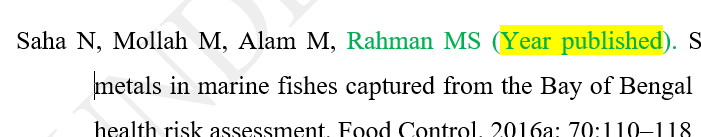 Saha N, Mollah M, Alam M, Rahman MS (Year published). S
metals in marine fishes captured from the Bay of Bengal
health risk assessment. Food Control. 2016a; 70:110–118